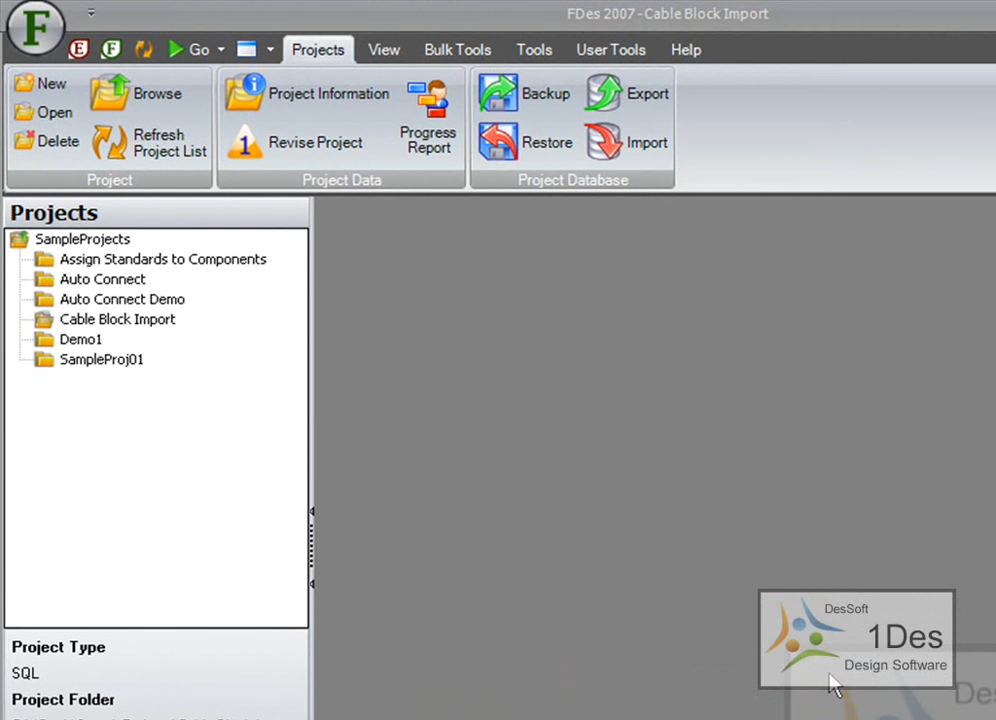 FDes 2007 - Cable Block Import
F
E F Go Projects View Bulk Tools Tools User Tools Help
New
Open
Delete
Browse
Refresh
Project List
Project
Project Information
1 Revise Project
Progress
Report
Project Data
Backup
Restore
Export
Import
Project Database
Projects
SampleProjects
Assign Standards to Components
Auto Connect
Auto Connect Demo
Cable Block Import
Demo1
SampleProj01
Project Type
SQL
Project Folder
DesSoft
1Des
Design Software